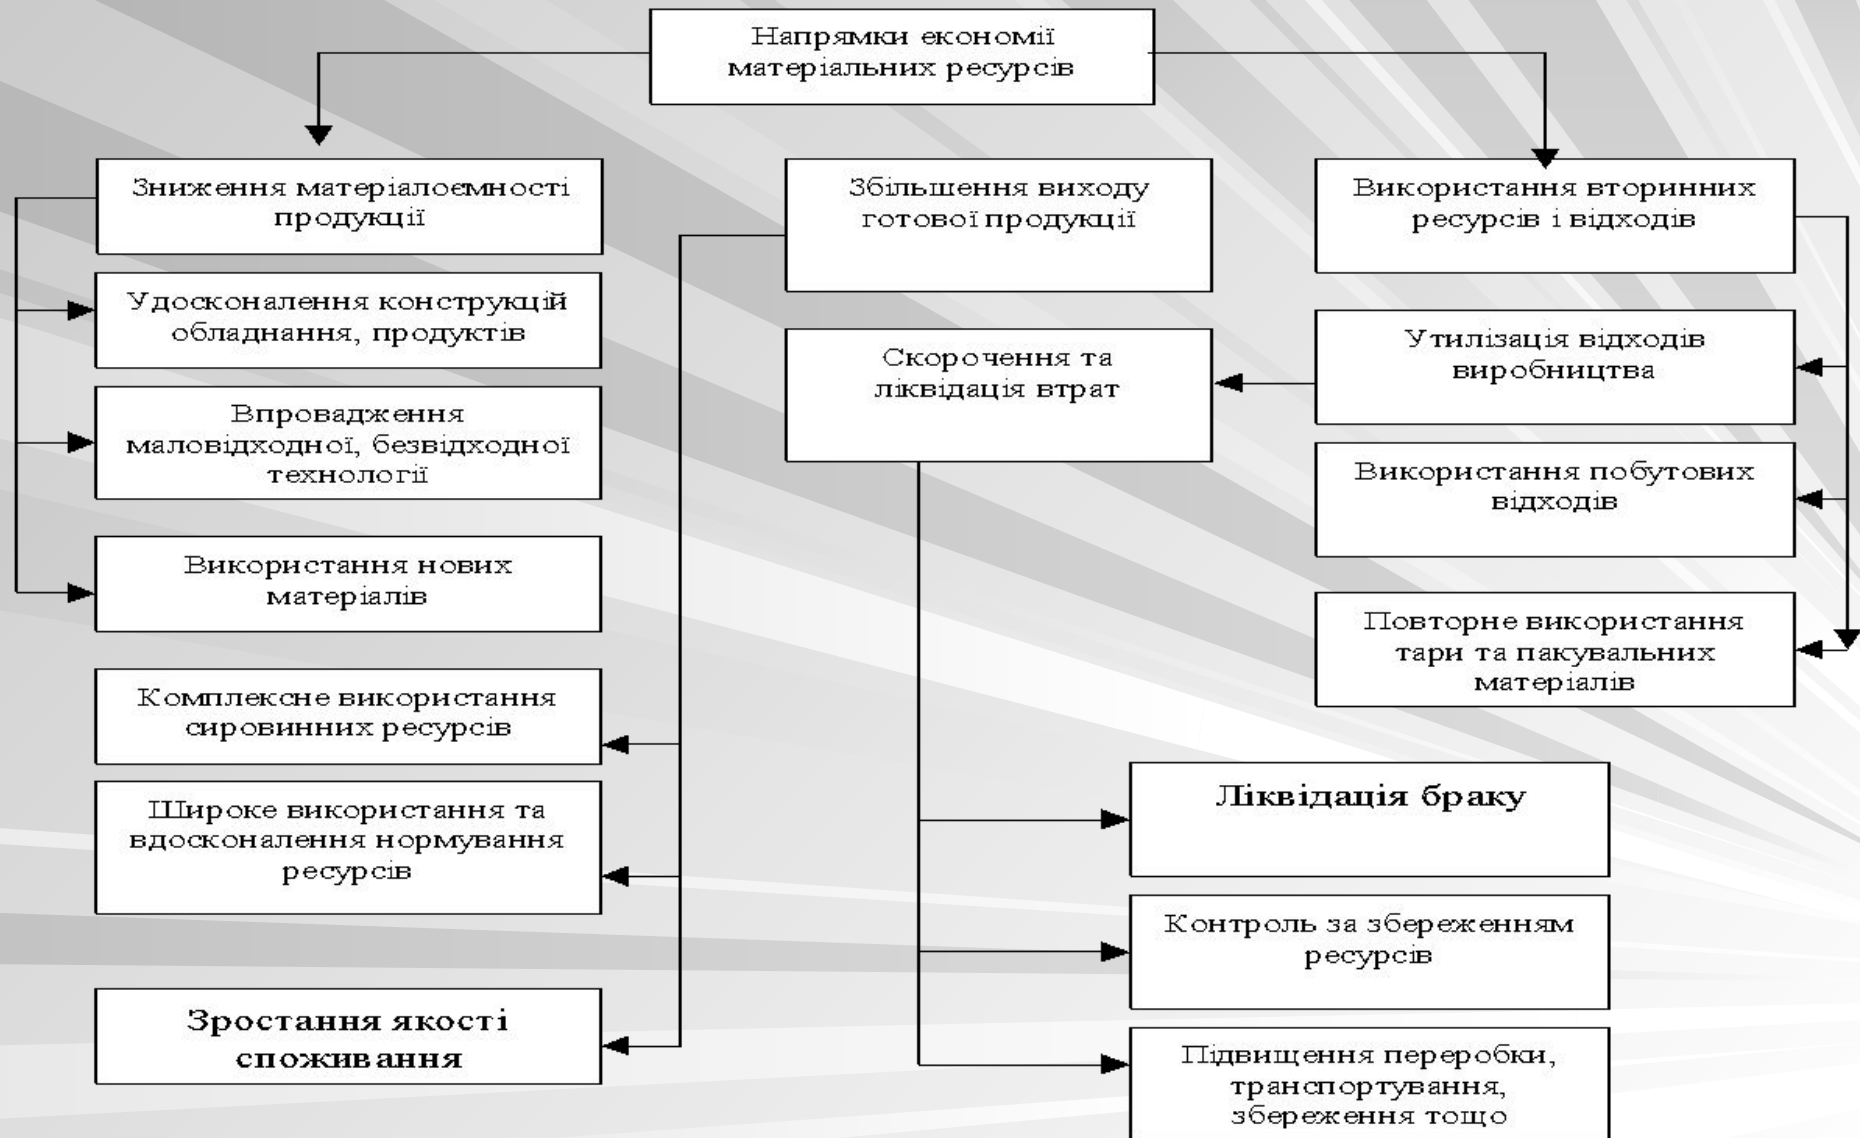 Напрямки економії
матеріальних ресурсів
Зниження матеріалоємності
продукції
Збільшення виходу
готової продукції
Використання вторинних
ресурсів і відходів
Удосконалення конструкцій
обладнання, продуктів
Впровадження
маловідходної, безвідходної
технології
Використання нових
матеріалів
Скорочення та
ліквідація втрат
Утилізація відходів
виробництва
Використання побутових
відходів
Повторне використання
тари та пакувальних
матеріалів
Комплексне використання
сировинних ресурсів
Широке використання та
вдосконалення нормування
ресурсів
Зростання якості
споживання
Ліквідація браку
Контроль за збереженням
ресурсів
Підвищення переробки,
транспортування,
збереження тощо